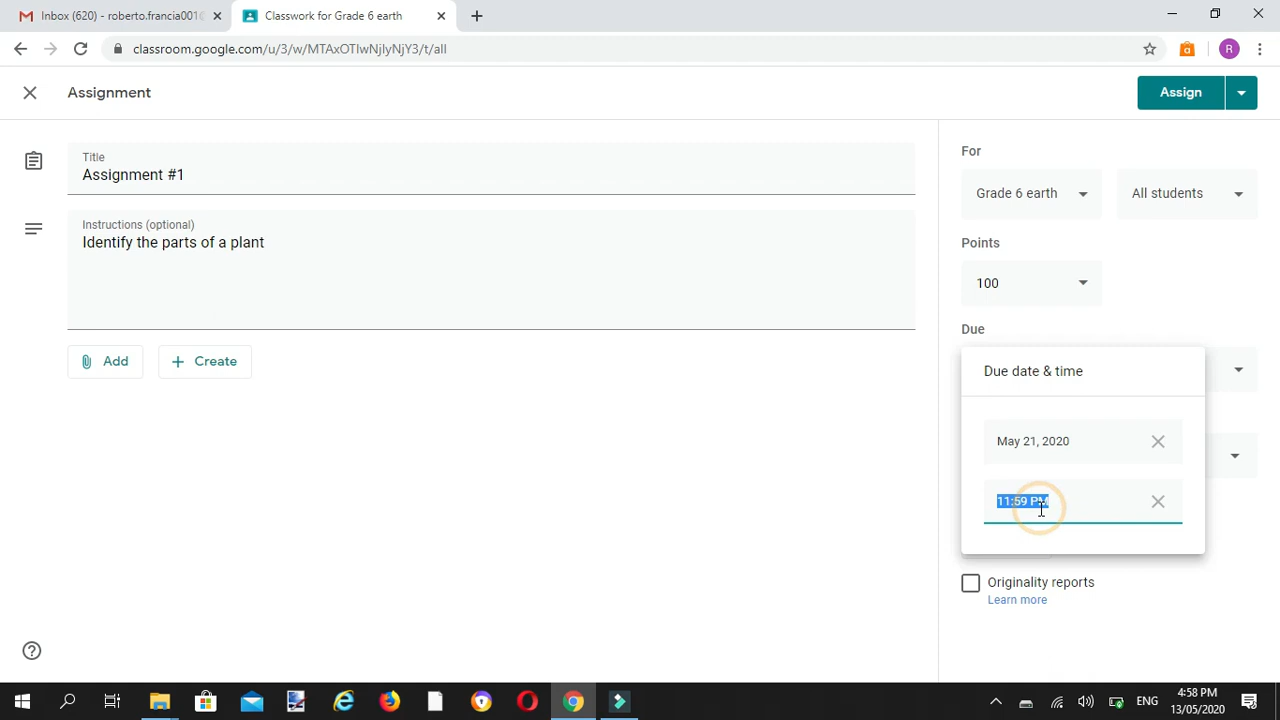 Inbox (620) - roberto.francia001@
Classwork for Grade 6 earth
classroom.google.com/u/3/w/MTAxOTIwNjIyNjY3/t/all
R
Assignment
Assign
Title
Assignment #1
Instructions (optional)
Identify the parts of a plant
Add
Create
For
Grade 6 earth
All students
Points
100
Due
Due date & time
May 21, 2020
11:59 PM
Originality reports
Learn more
ENG
4:58 PM
13/05/2020